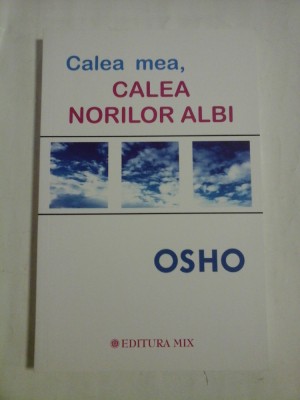 Calea mea,
CALEA
NORILOR ALBI
OSHO
EDITURA MIX